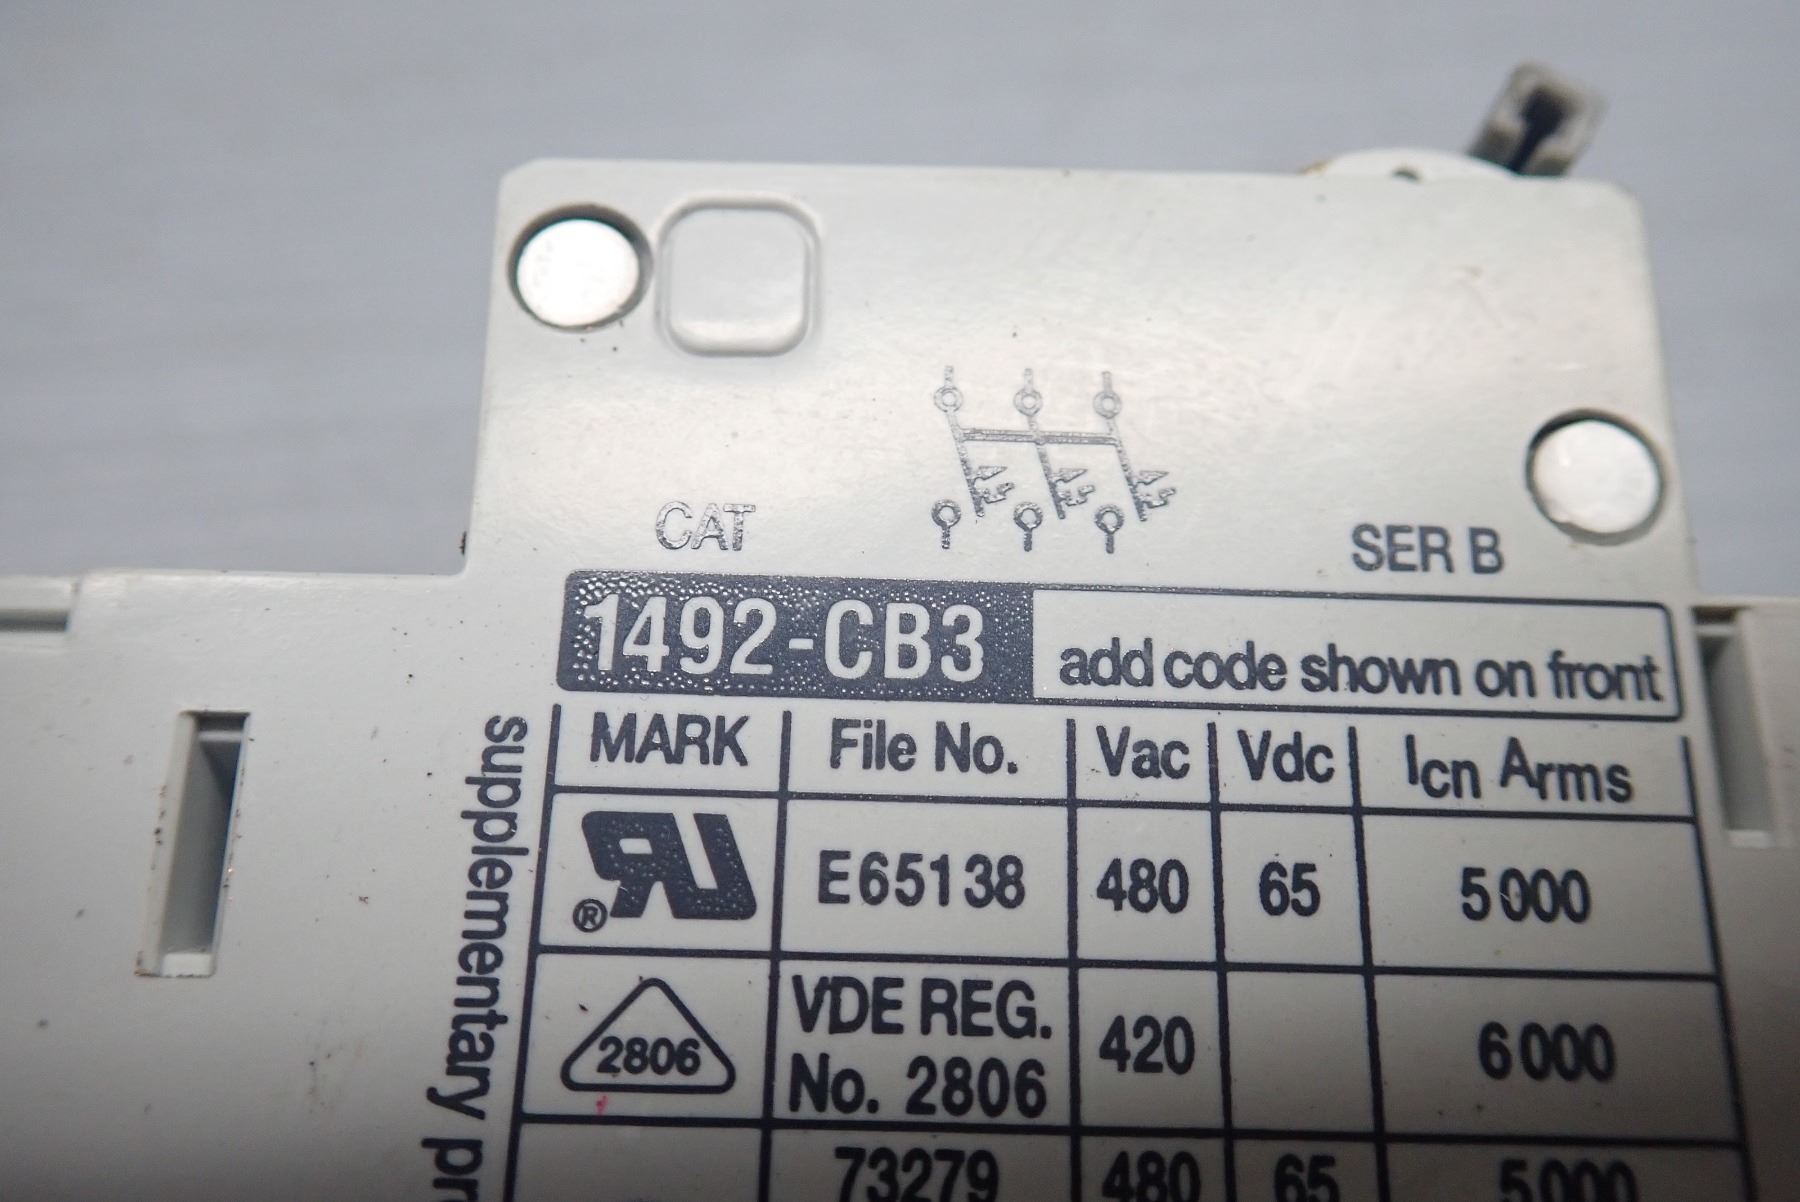 CAT
SER B
1492-CB3 add code shown on front
MARK File No. Vac Vdc Icn Arms
® E65138 480 65 5000
2806 VDE REG. No. 2806 420 6000
73279 480 65 5000
supplementary pr